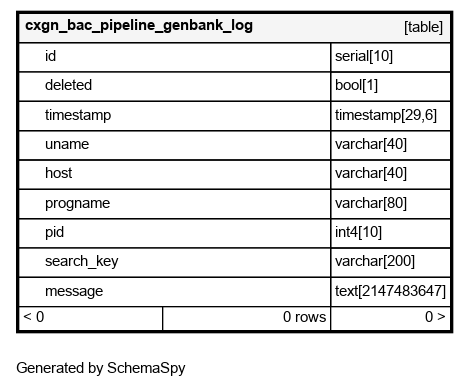 cxgn_bac_pipeline_genbank_log [table]
id serial[10]
deleted bool[1]
timestamp timestamp[29,6]
uname varchar[40]
host varchar[40]
progname varchar[80]
pid int4[10]
search_key varchar[200]
message text[2147483647]
< 0 0 rows 0 >
Generated by SchemaSpy